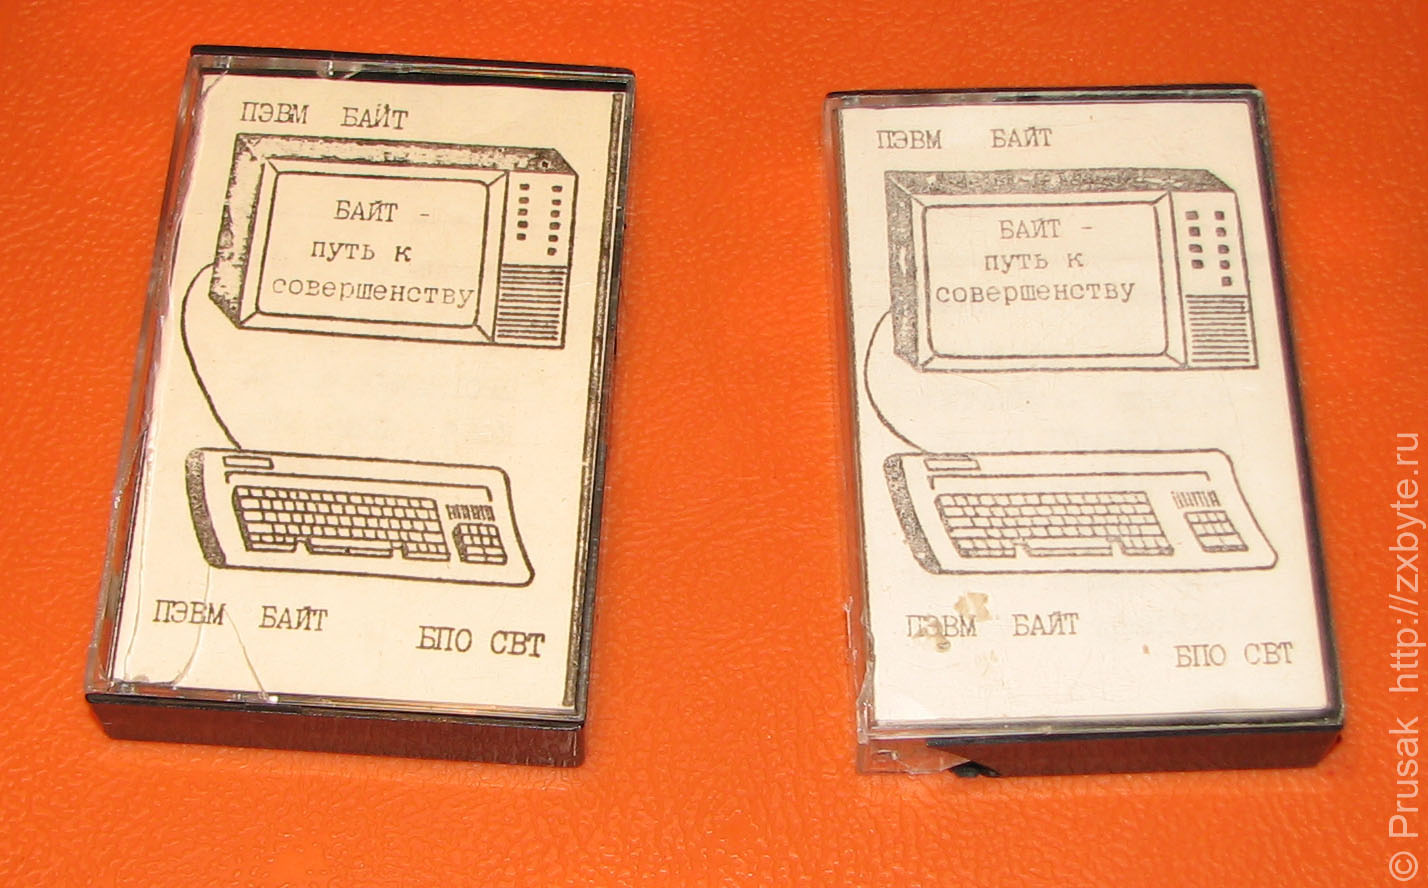 ПЭВМ БАЙТ
БАЙТ -
путь к
совершенству
ПЭВМ БАЙТ
БПО СВТ
ПЭВМ БАЙТ
БАЙТ -
путь к
совершенству
ПЭВМ БАЙТ
БПО СВТ
© Prusak http://zxbyte.ru